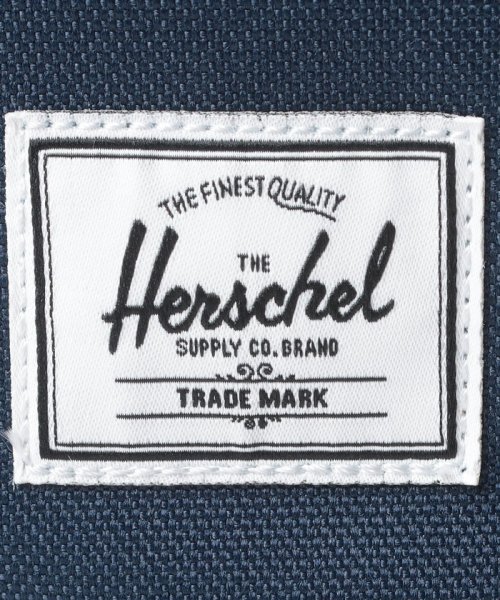 THE FINEST QUALITY
THE
Herschel
SUPPLY CO. BRAND
TRADE MARK